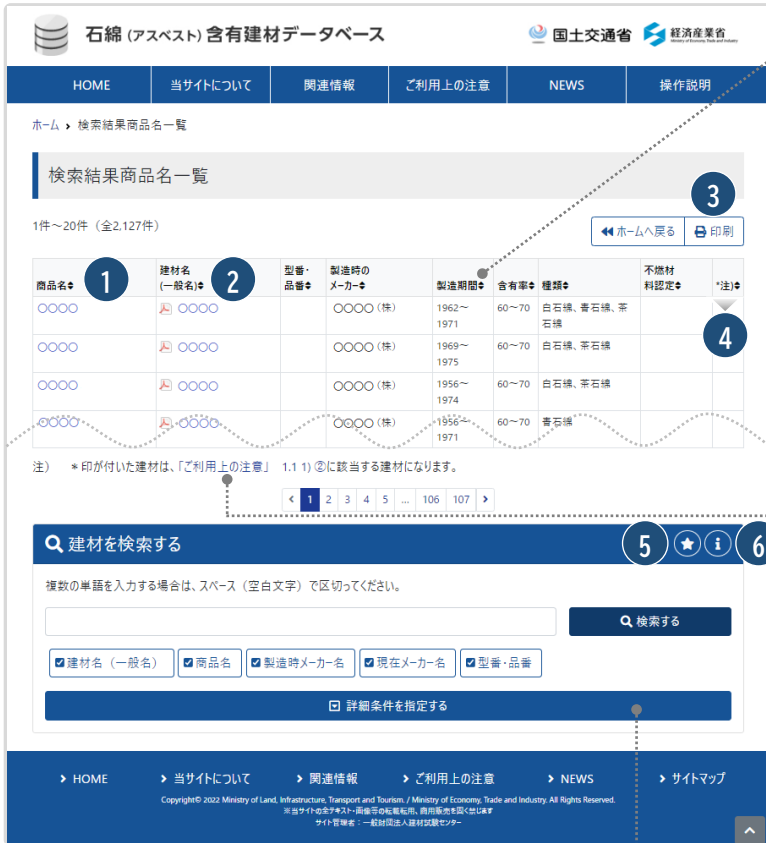 石綿 (アスベスト) 含有建材データベース
国土交通省
経済産業省
Ministry of Economy, Trade and Industry
HOME
当サイトについて
関連情報
ご利用上の注意
NEWS
操作説明
ホーム › 検索結果商品名一覧
検索結果商品名一覧
3
1件～20件（全2,127件）
ホームへ戻る
印刷
商品名
1
建材名
(一般名)
2
型番・
品番
製造時の
メーカー
製造期間
含有率
種類
不燃材
料認定
*注)
4
〇〇〇〇 〇〇〇〇 〇〇〇〇 (株) 1962～
1971
60～70 白石綿、青石綿、茶
石綿
〇〇〇〇 〇〇〇〇 〇〇〇〇 (株) 1969～
1975
60～70 白石綿、茶石綿
〇〇〇〇 〇〇〇〇 〇〇〇〇 (株) 1956～
1974
60～70 白石綿、茶石綿
〇〇〇〇 〇〇〇〇 〇〇〇〇 (株) 1956～
1971
60～70 青石綿
注） ＊印が付いた建材は、「ご利用上の注意」 1.1 1) ②に該当する建材になります。
‹ 1 2 3 4 5 ... 106 107 ›
建材を検索する
5
6
複数の単語を入力する場合は、スペース（空白文字）で区切ってください。
検索する
建材名（一般名）
商品名
製造時メーカー名
現在メーカー名
型番・品番
詳細条件を指定する
› HOME › 当サイトについて › 関連情報 › ご利用上の注意 › NEWS › サイトマップ
Copyright© 2022 Ministry of Land, Infrastructure, Transport and Tourism. / Ministry of Economy, Trade and Industry. All Rights Reserved.
※当サイトの全テキスト・画像等の転載転用、商用販売を固く禁じます
サイト管理者：一般財団法人建材試験センター